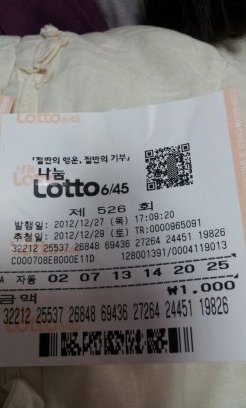 Lotto 6/45
「절반의 행운, 절반의 기부」
나눔
Lotto 6/45
제 526 회
발행일: 2012/12/27 (목) 17:09:20
추첨일: 2012/12/29 (토) TR:0000965091
32212 25537 26848 69436 27264 24451 19826
C000708E8000E11D 128001391/0004119013
A 자동 02 07 13 14 20 25
금액 ₩1,000
32212 25537 26848 69436 27264 24451 19826